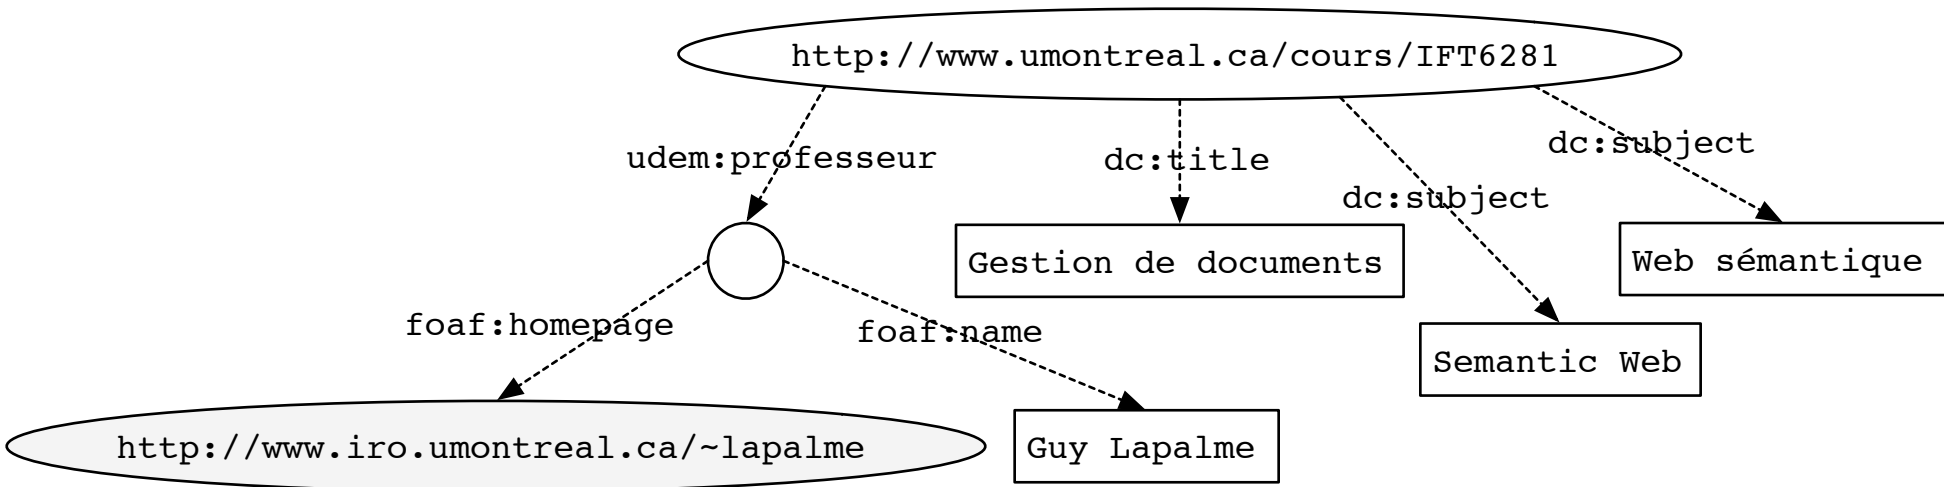 http://www.umontreal.ca/cours/IFT6281
udem:professeur
dc:title
dc:subject
dc:subject
Gestion de documents
Web sémantique
foaf:homepage
foaf:name
Semantic Web
http://www.iro.umontreal.ca/~lapalme
Guy Lapalme